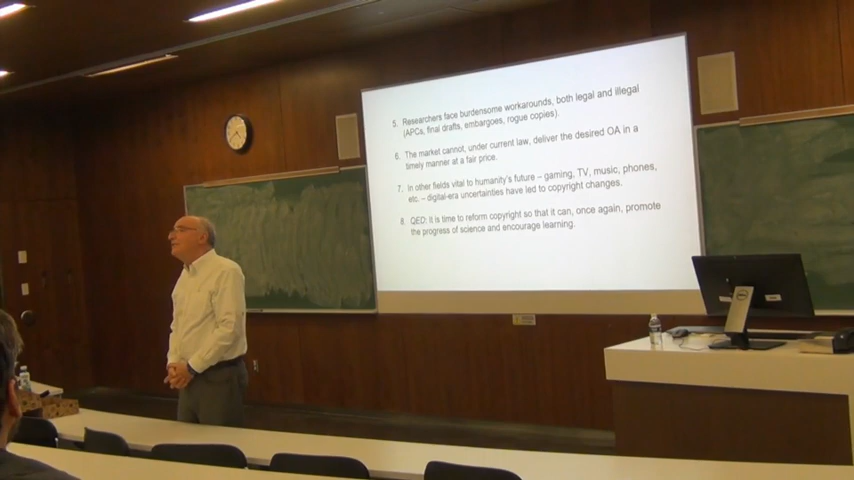 5. Researchers face burdensome workarounds, both legal and illegal
(APCs, final drafts, embargoes, rogue copies).
6. The market cannot, under current law, deliver the desired OA in a
timely manner at a fair price.
7. In other fields vital to humanity's future – gaming, TV, music, phones,
etc. – digital-era uncertainties have led to copyright changes.
8. QED: It is time to reform copyright so that it can, once again, promote
the progress of science and encourage learning.
DELL